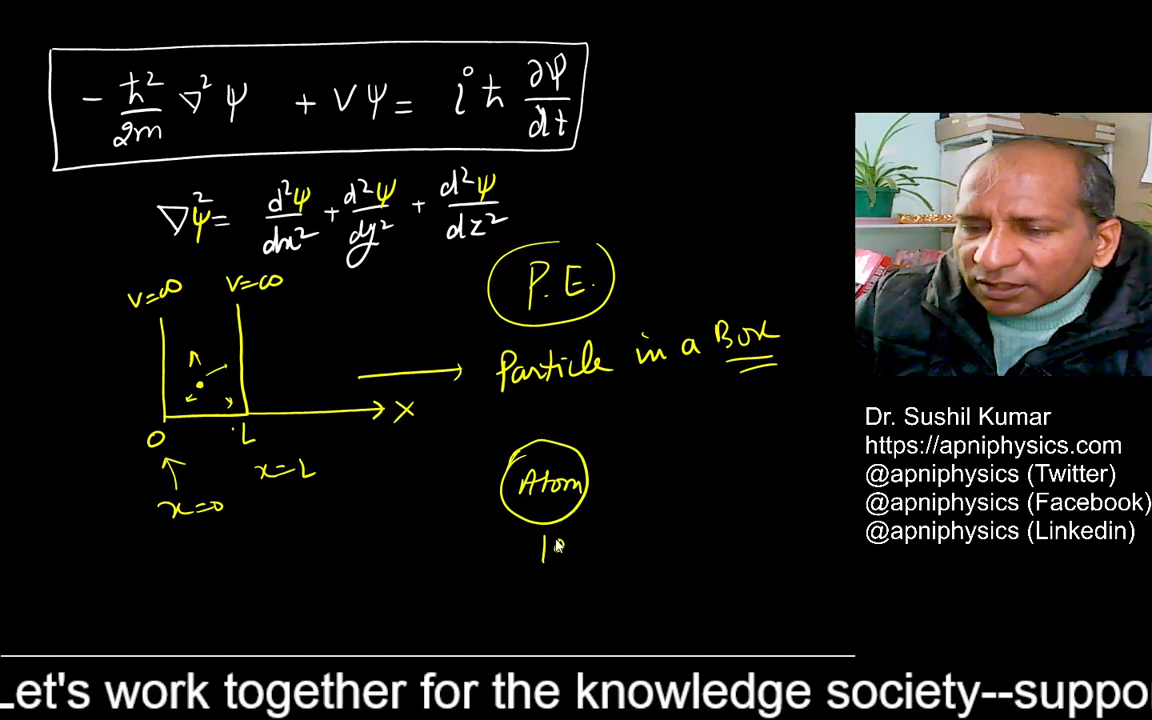 - ħ²/2m ∇²ψ + Vψ = iħ ∂ψ/dt
∇²ψ = d²ψ/dx² + d²ψ/dy² + d²ψ/dz²
V=∞ V=∞
P.E.
Particle in a Box
X
O L
x=L
x=0
Atom
10
Dr. Sushil Kumar
https://apniphysics.com
@apniphysics (Twitter)
@apniphysics (Facebook)
@apniphysics (Linkedin)
Let's work together for the knowledge society--suppo